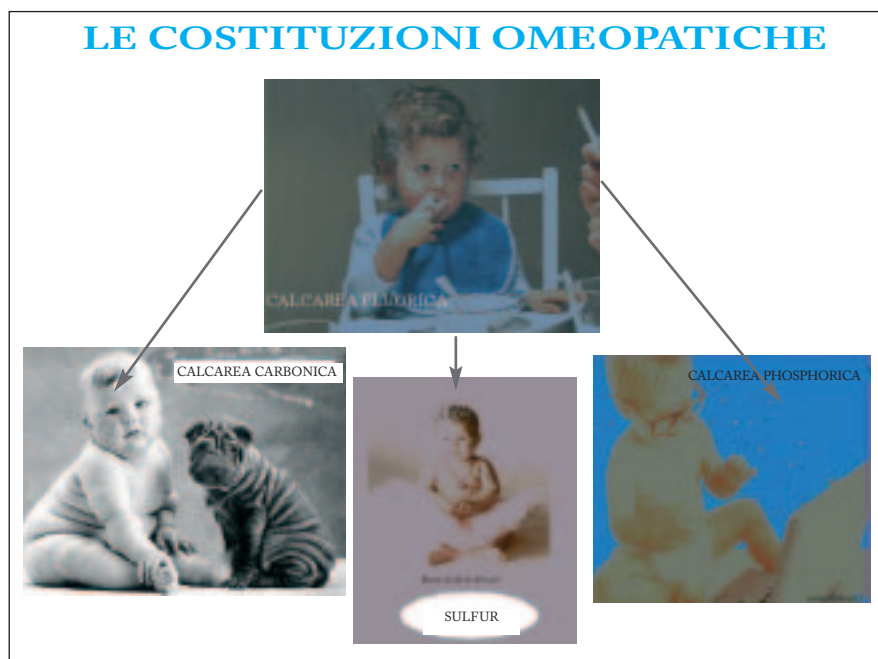 LE COSTITUZIONI OMEOPATICHE
CALCAREA FLUORICA
CALCAREA CARBONICA
CALCAREA PHOSPHORICA
SULFUR